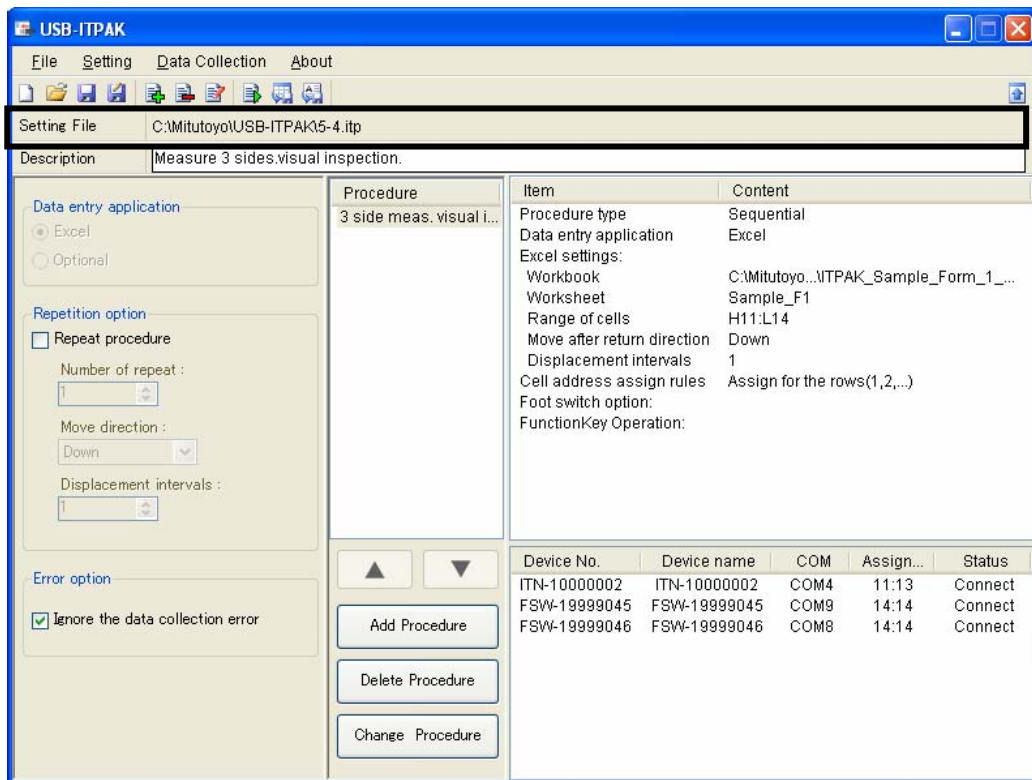 USB-ITPAK
File Setting Data Collection About
Setting File C:\Mitutoyo\USB-ITPAK\5-4.itp
Description Measure 3 sides.visual inspection.
Data entry application
Excel
Optional
Repetition option
Repeat procedure
Number of repeat :
1
Move direction :
Down
Displacement intervals :
1
Error option
Ignore the data collection error
Procedure
3 side meas. visual i...
Add Procedure
Delete Procedure
Change Procedure
Item Content
Procedure type Sequential
Data entry application Excel
Excel settings:
Workbook C:\Mitutoyo...\ITPAK_Sample_Form_1_...
Worksheet Sample_F1
Range of cells H11:L14
Move after return direction Down
Displacement intervals 1
Cell address assign rules Assign for the rows(1,2,...)
Foot switch option:
FunctionKey Operation:
Device No. Device name COM Assign... Status
ITN-10000002 ITN-10000002 COM4 11:13 Connect
FSW-19999045 FSW-19999045 COM9 14:14 Connect
FSW-19999046 FSW-19999046 COM8 14:14 Connect